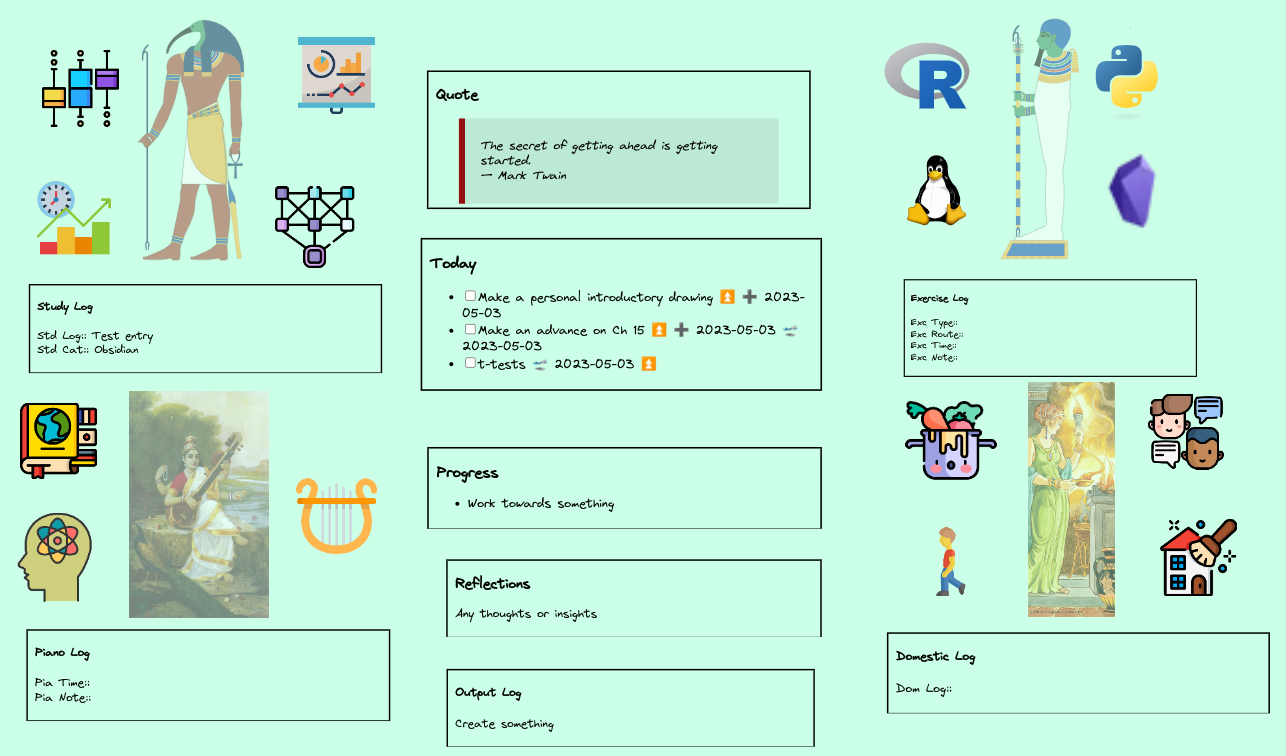 Study Log
Std Log:: Test entry
Std Cat:: Obsidian
Piano Log
Pia Time::
Pia Note::
Quote
The secret of getting ahead is getting
started.
— Mark Twain
Today
Make a personal introductory drawing ⏫ ➕ 2023-
05-03
Make an advance on Ch 15 ⏫ ➕ 2023-05-03 🛫
2023-05-03
t-tests 🛫 2023-05-03 ⏫
Progress
Work towards something
Reflections
Any thoughts or insights
Output Log
Create something
R
Exercise Log
Exc Type::
Exc Route::
Exc Time::
Exc Note::
Domestic Log
Dom Log::